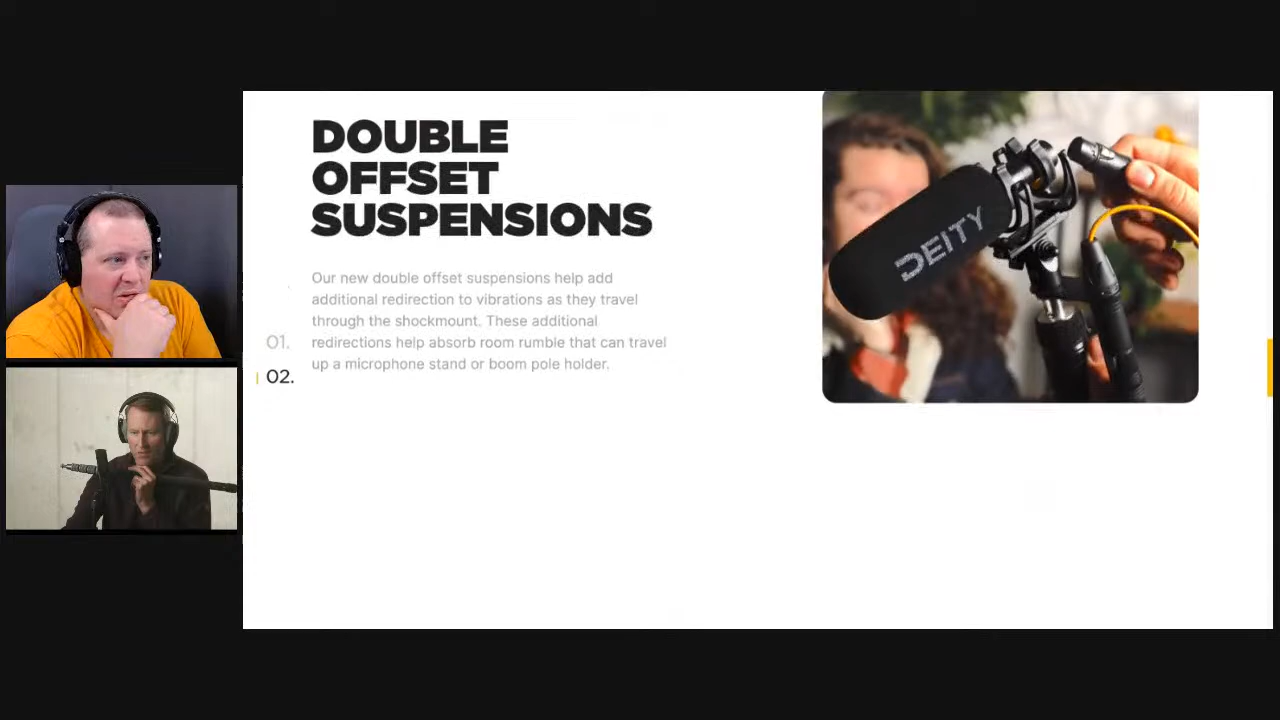 DOUBLE
OFFSET
SUSPENSIONS
Our new double offset suspensions help add
additional redirection to vibrations as they travel
through the shockmount. These additional
redirections help absorb room rumble that can travel
up a microphone stand or boom pole holder.
01.
02.
DEITY